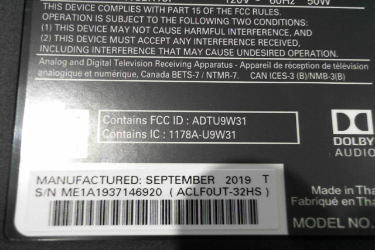 120V ~ 60Hz 50W
THIS DEVICE COMPLIES WITH PART 15 OF THE FCC RULES.
OPERATION IS SUBJECT TO THE FOLLOWING TWO CONDITIONS:
(1) THIS DEVICE MAY NOT CAUSE HARMFUL INTERFERENCE, AND
(2) THIS DEVICE MUST ACCEPT ANY INTERFERENCE RECEIVED,
INCLUDING INTERFERENCE THAT MAY CAUSE UNDESIRED OPERATION.
Analog and Digital Television Receiving Apparatus - Appareil de réception de télévision
analogique et numérique, Canada BETS-7 / NTMR-7. CAN ICES-3 (B)/NMB-3(B)
Contains FCC ID : ADTU9W31
Contains IC : 1178A-U9W31
DOLBY
AUDIO
MANUFACTURED: SEPTEMBER 2019 T
S/N ME1A1937146920 ( ACLF0UT-32HS )
Made in Tha
Fabriqué en Tha
MODEL NO.